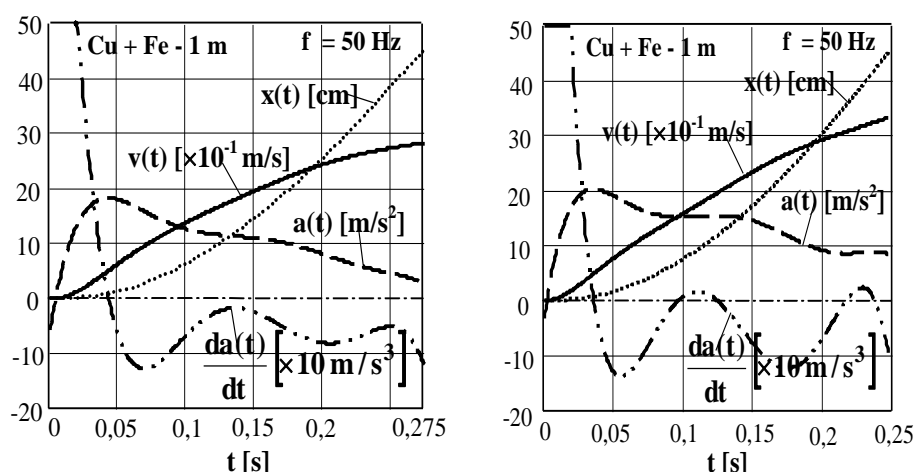 50
40
30
20
10
0
-10
-20
Cu + Fe - 1 m
f = 50 Hz
x(t) [cm]
v(t) [×10⁻¹ m/s]
a(t) [m/s²]
da(t)
dt
[×10 m/s³]
0 0,05 0,1 0,15 0,2 0,275
t [s]
50
40
30
20
10
0
-10
-20
Cu + Fe - 1 m
f = 50 Hz
x(t) [cm]
v(t) [×10⁻¹ m/s]
a(t) [m/s²]
da(t)
dt
[×10 m/s³]
0 0,05 0,1 0,15 0,2 0,25
t [s]